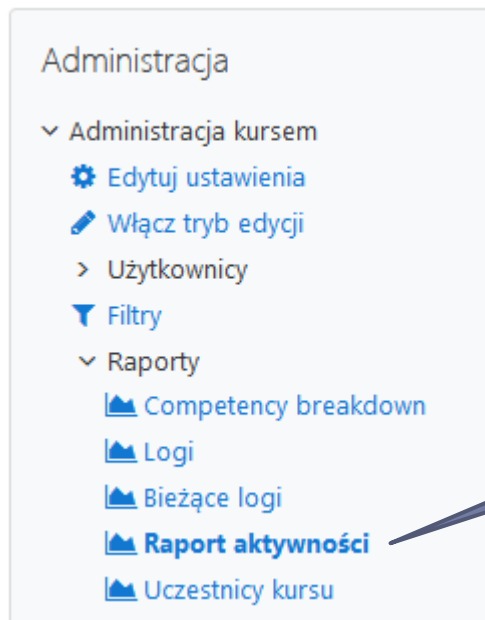 Administracja
Administracja kursem
Edytuj ustawienia
Włącz tryb edycji
Użytkownicy
Filtry
Raporty
Competency breakdown
Logi
Bieżące logi
Raport aktywności
Uczestnicy kursu